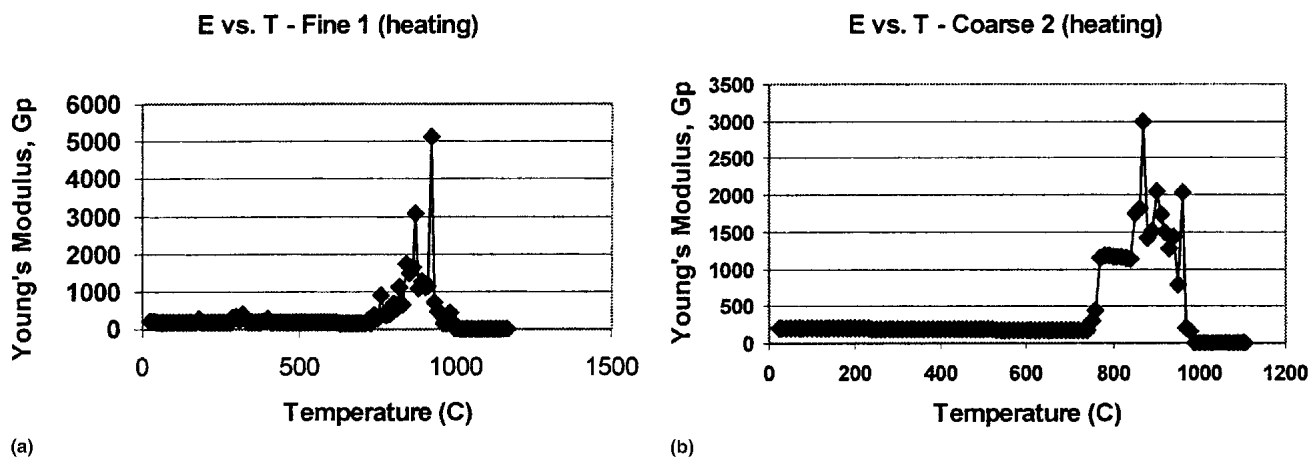 E vs. T - Fine 1 (heating)
Young's Modulus, Gp
6000
5000
4000
3000
2000
1000
0
0 500 1000 1500
Temperature (C)
(a)
E vs. T - Coarse 2 (heating)
Young's Modulus, Gp
3500
3000
2500
2000
1500
1000
500
0
0 200 400 600 800 1000 1200
Temperature (C)
(b)